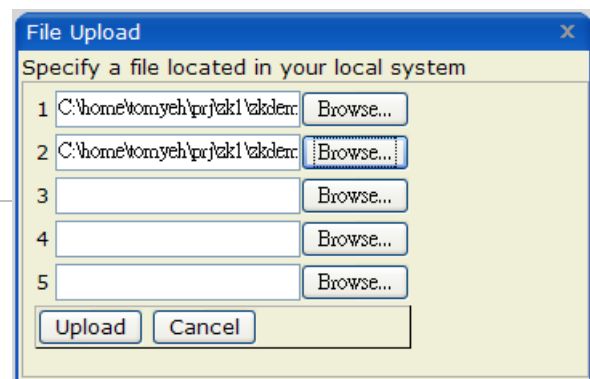 File Upload x
Specify a file located in your local system
1 C:\home\tomyeh\prj\zk1\zkdem Browse...
2 C:\home\tomyeh\prj\zk1\zkdem Browse...
3 Browse...
4 Browse...
5 Browse...
Upload Cancel